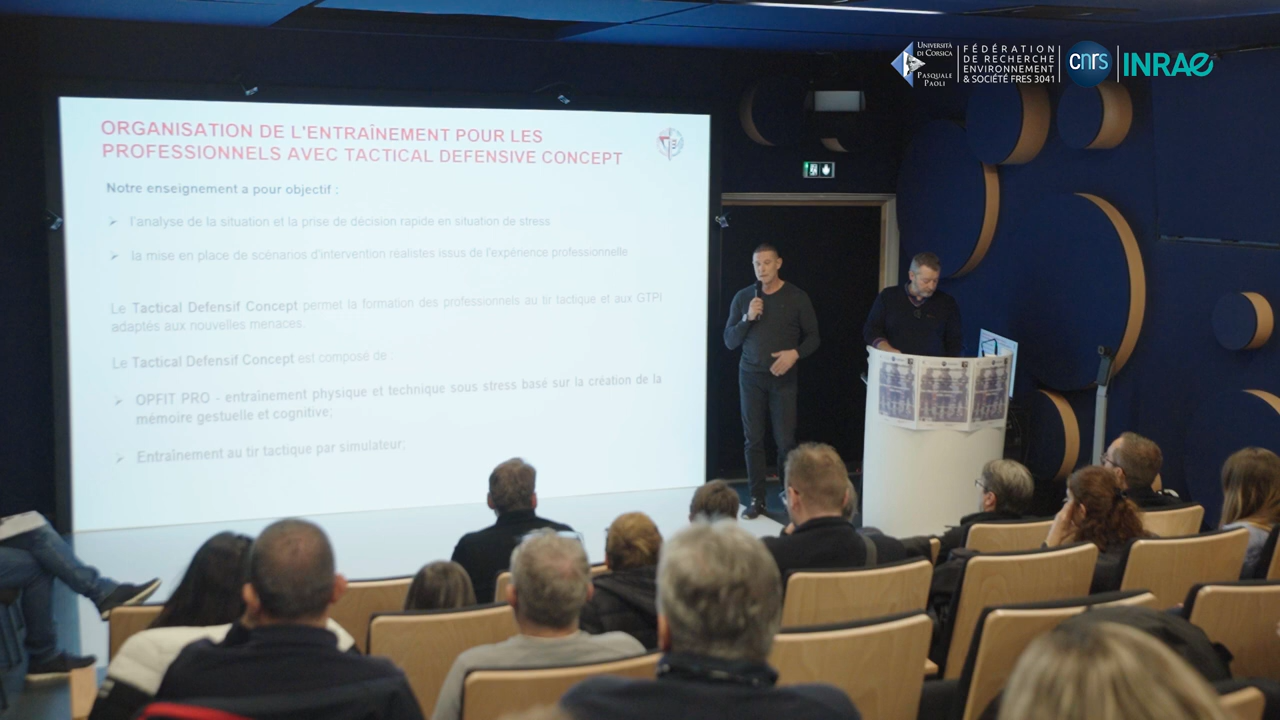 UNIVERSITÀ
DI CORSICA
PASQUALE
PAOLI
FÉDÉRATION
DE RECHERCHE
ENVIRONNEMENT
& SOCIÉTÉ FRES 3041
cnrs
INRAE
ORGANISATION DE L'ENTRAÎNEMENT POUR LES
PROFESSIONNELS AVEC TACTICAL DEFENSIVE CONCEPT
Notre enseignement a pour objectif :
➢ l'analyse de la situation et la prise de décision rapide en situation de stress
➢ la mise en place de scénarios d'intervention réalistes issus de l'expérience professionnelle
Le Tactical Defensif Concept permet la formation des professionnels au tir tactique et aux GTPI
adaptés aux nouvelles menaces.
Le Tactical Defensif Concept est composé de :
➢ OPFIT PRO - entraînement physique et technique sous stress basé sur la création de la
mémoire gestuelle et cognitive;
➢ Entraînement au tir tactique par simulateur;